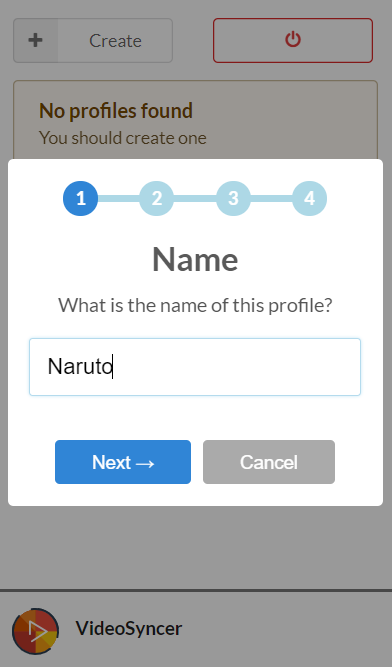 + Create
No profiles found
You should create one
1 2 3 4
Name
What is the name of this profile?
Naruto
Next → Cancel
VideoSyncer